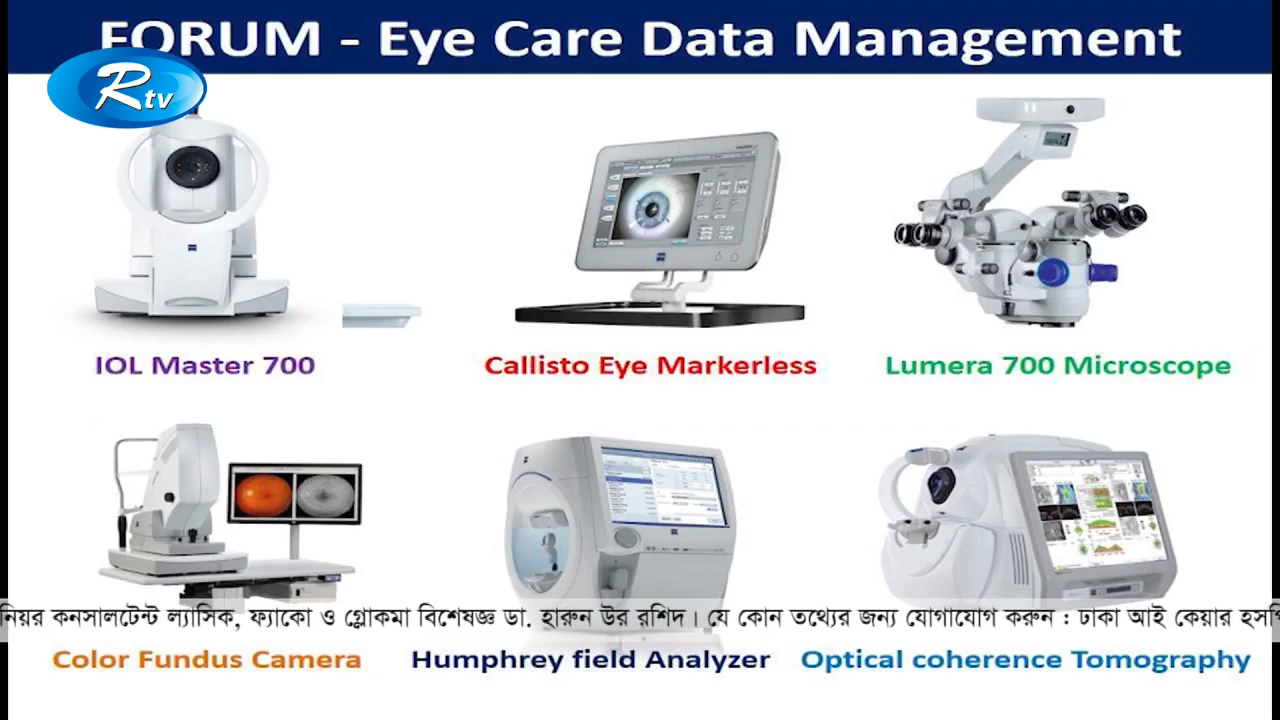 FORUM - Eye Care Data Management
Rtv
IOL Master 700
Callisto Eye Markerless
Lumera 700 Microscope
নিয়র কনসালটেন্ট ল্যাসিক, ফ্যাকো ও গ্লোকমা বিশেষজ্ঞ ডা. হারুন উর রশিদ। যে কোন তথ্যের জন্য যোগাযোগ করুন : ঢাকা আই কেয়ার হসপি
Color Fundus Camera
Humphrey field Analyzer
Optical coherence Tomography